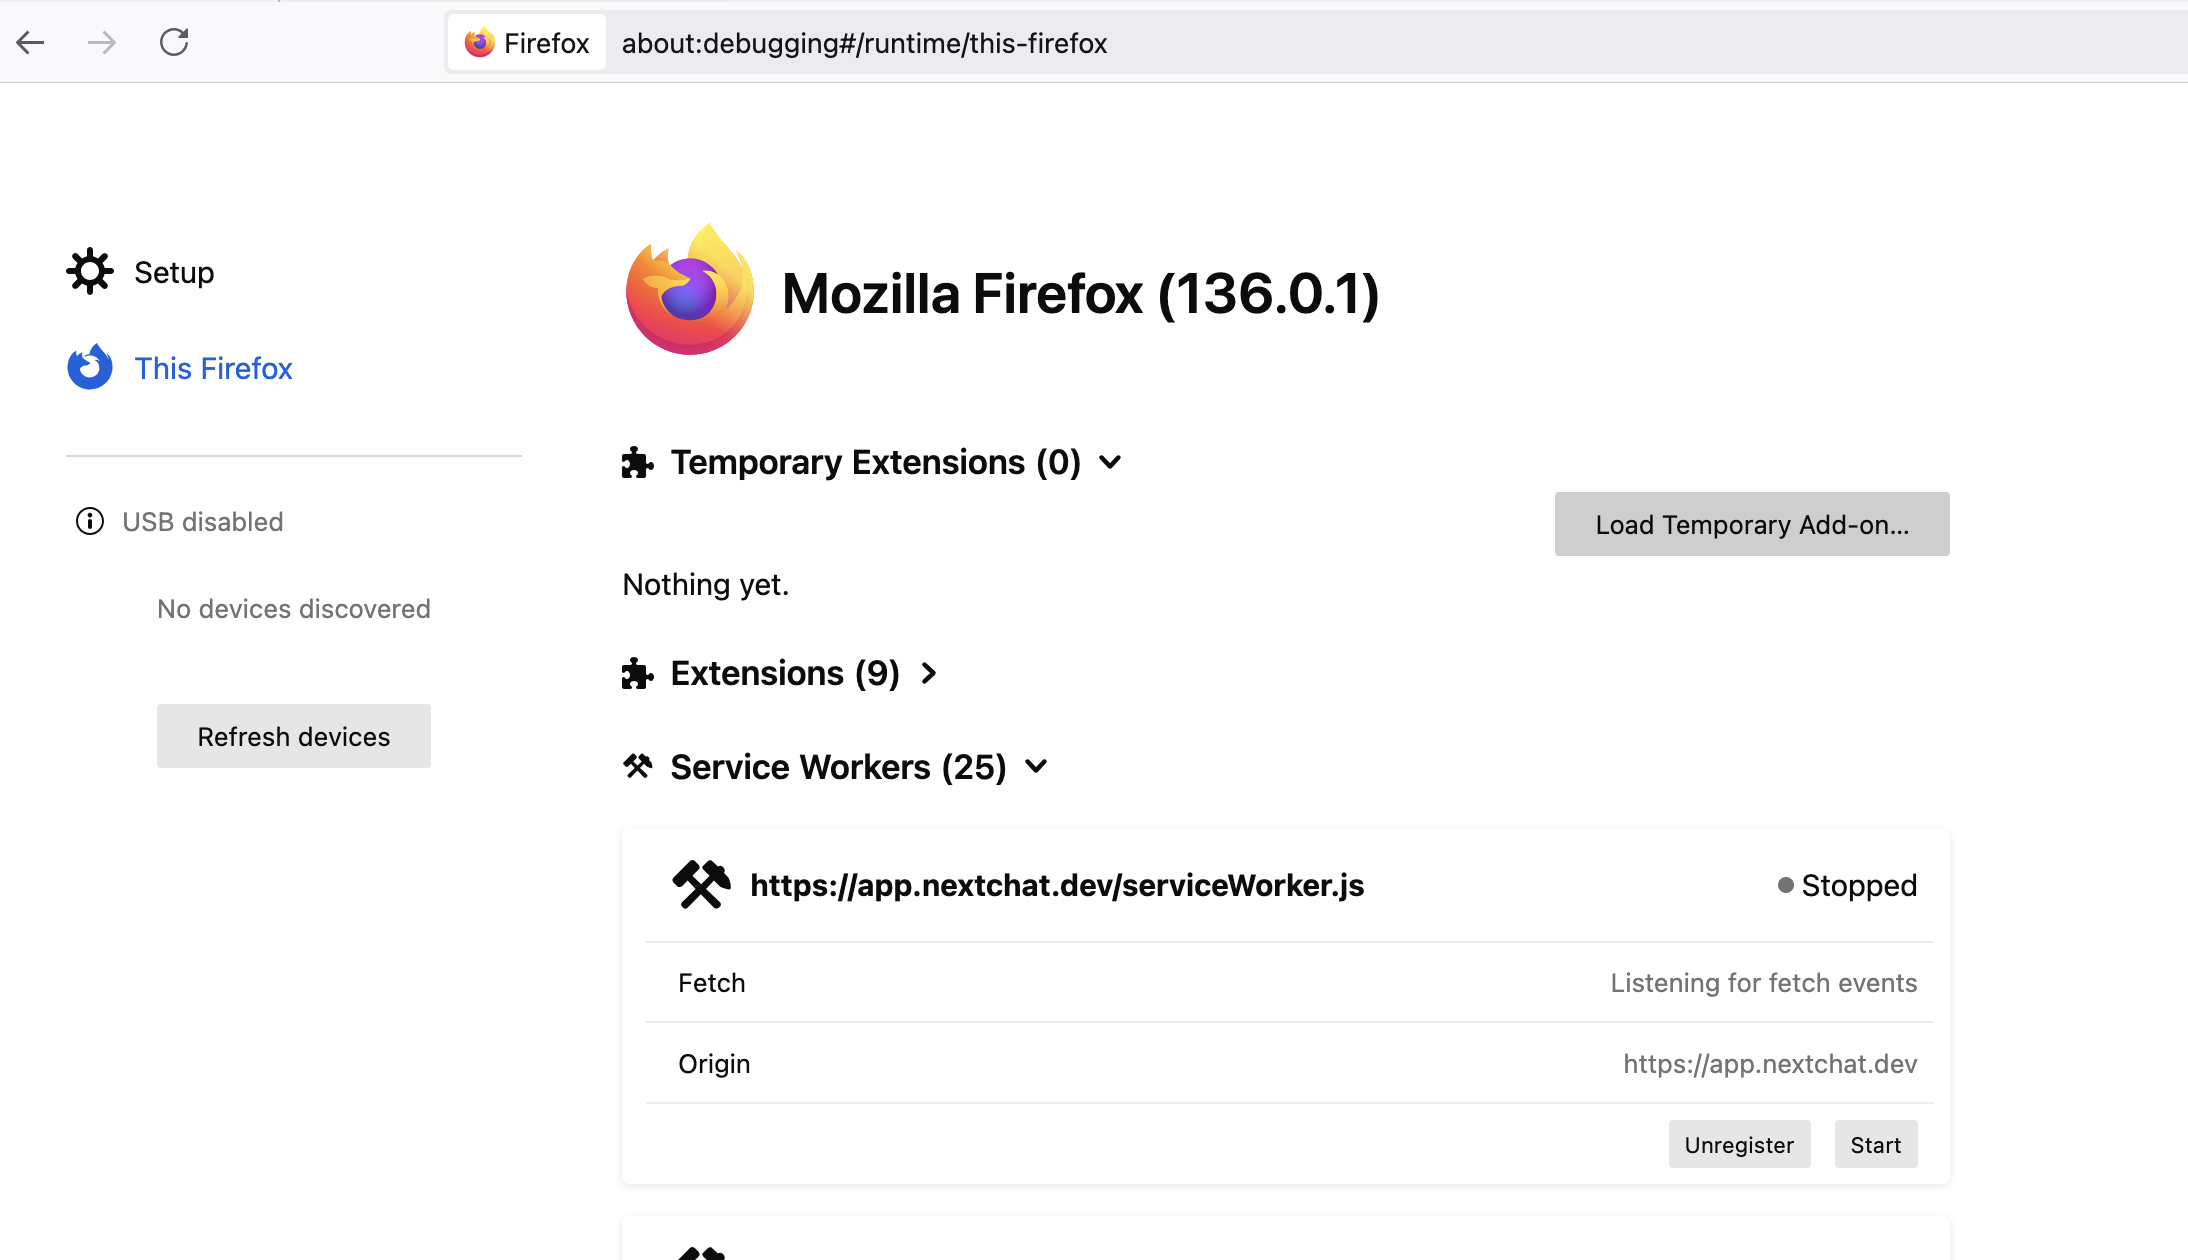 Firefox about:debugging#/runtime/this-firefox
Setup
This Firefox
USB disabled
No devices discovered
Refresh devices
Mozilla Firefox (136.0.1)
Temporary Extensions (0)
Load Temporary Add-on...
Nothing yet.
Extensions (9)
Service Workers (25)
https://app.nextchat.dev/serviceWorker.js Stopped
Fetch Listening for fetch events
Origin https://app.nextchat.dev
Unregister Start